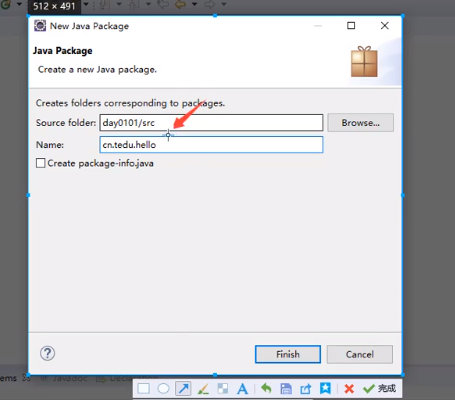 512 × 491
New Java Package
Java Package
Create a new Java package.
Creates folders corresponding to packages.
Source folder: day0101/src Browse...
Name: cn.tedu.hello
Create package-info.java
Finish Cancel
A 完成